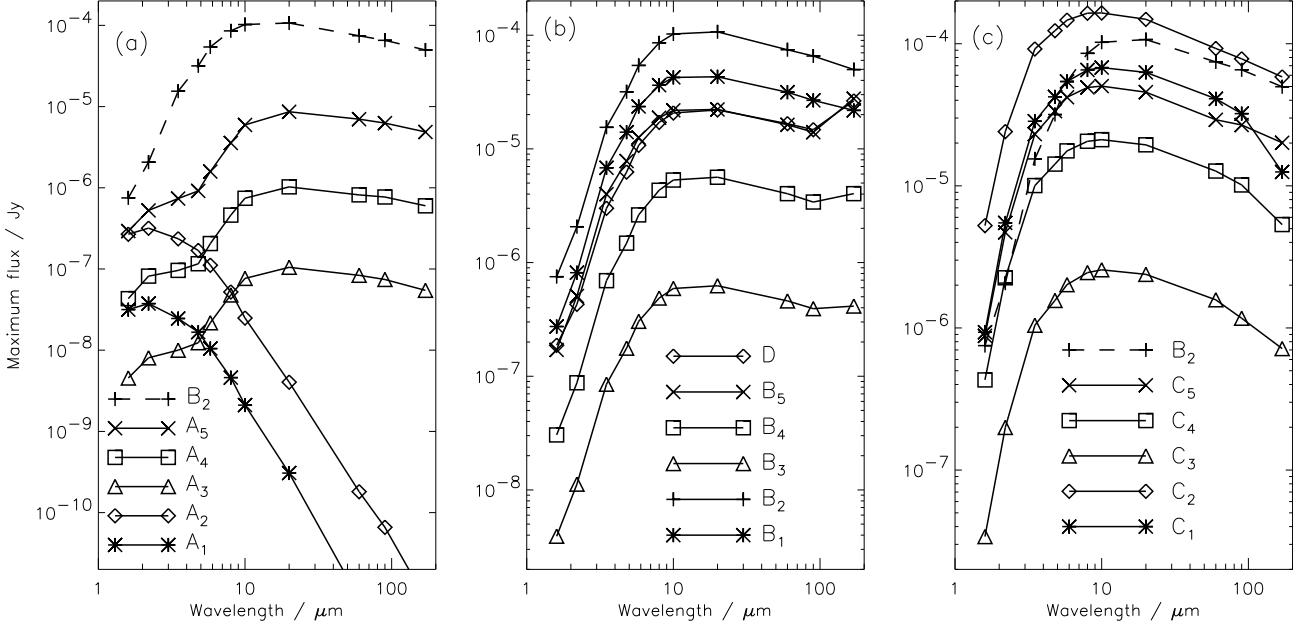 (a)
10⁻⁴
10⁻⁵
10⁻⁶
10⁻⁷
10⁻⁸
10⁻⁹
10⁻¹⁰
Maximum flux / Jy
B₂
A₅
A₄
A₃
A₂
A₁
1
10
100
Wavelength / μm
(b)
10⁻⁴
10⁻⁵
10⁻⁶
10⁻⁷
10⁻⁸
D
B₅
B₄
B₃
B₂
B₁
1
10
100
Wavelength / μm
(c)
10⁻⁴
10⁻⁵
10⁻⁶
10⁻⁷
B₂
C₅
C₄
C₃
C₂
C₁
1
10
100
Wavelength / μm